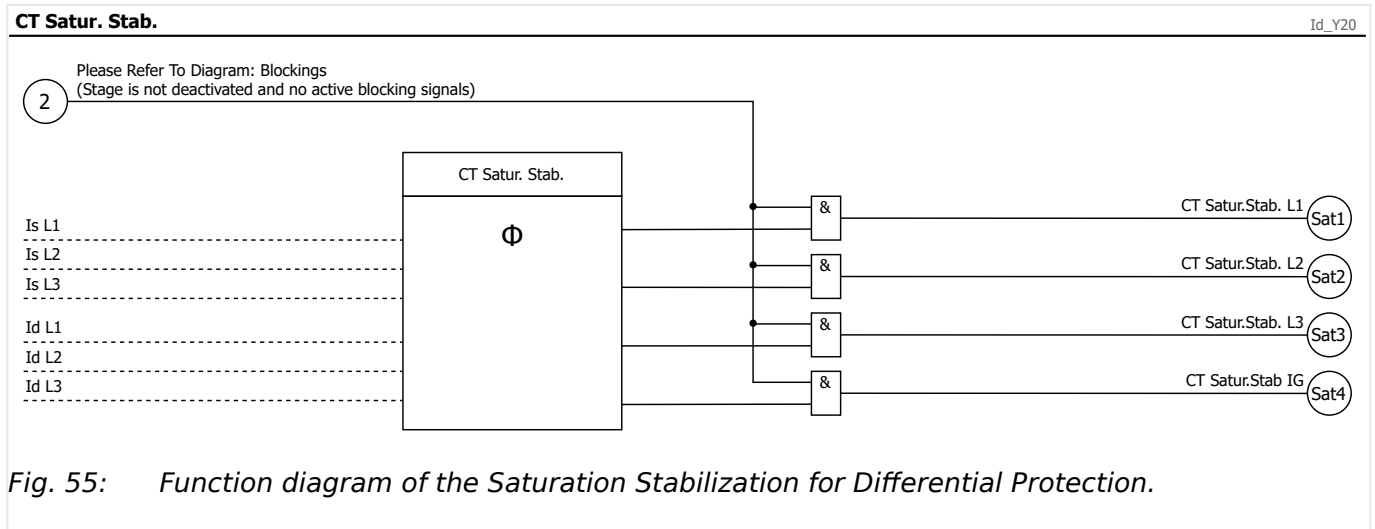 CT Satur. Stab.
Id_Y20
Please Refer To Diagram: Blockings
(Stage is not deactivated and no active blocking signals)
2
CT Satur. Stab.
Φ
Is L1
Is L2
Is L3
Id L1
Id L2
Id L3
&
CT Satur.Stab. L1
Sat1
&
CT Satur.Stab. L2
Sat2
&
CT Satur.Stab. L3
Sat3
&
CT Satur.Stab IG
Sat4
Fig. 55: Function diagram of the Saturation Stabilization for Differential Protection.